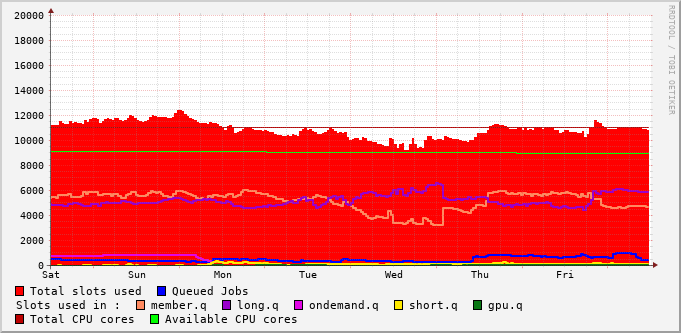 20000
18000
16000
14000
12000
10000
8000
6000
4000
2000
0
Sat Sun Mon Tue Wed Thu Fri
Total slots used Queued Jobs
Slots used in : member.q long.q ondemand.q short.q gpu.q
Total CPU cores Available CPU cores
RRDTOOL / TOBI OETIKER